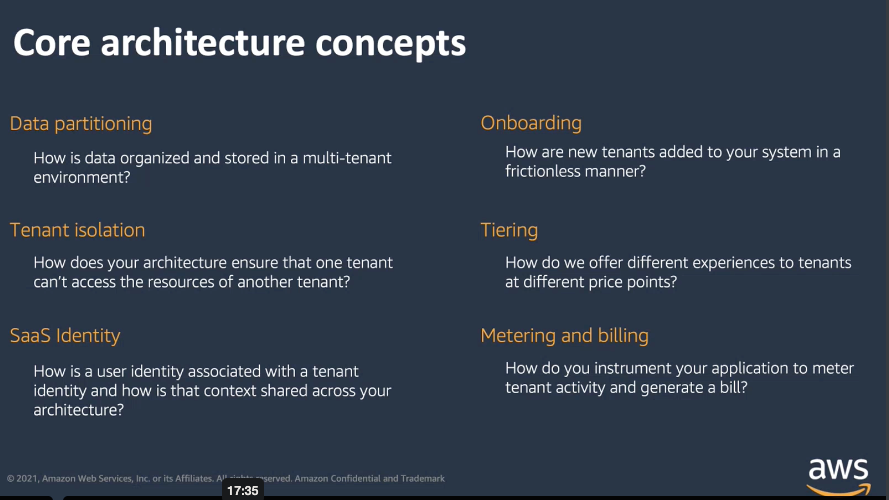 Core architecture concepts
Data partitioning
How is data organized and stored in a multi-tenant
environment?
Tenant isolation
How does your architecture ensure that one tenant
can't access the resources of another tenant?
SaaS Identity
How is a user identity associated with a tenant
identity and how is that context shared across your
architecture?
Onboarding
How are new tenants added to your system in a
frictionless manner?
Tiering
How do we offer different experiences to tenants
at different price points?
Metering and billing
How do you instrument your application to meter
tenant activity and generate a bill?
© 2021, Amazon Web Services, Inc. or its Affiliates. All rights reserved. Amazon Confidential and Trademark
17:35
aws